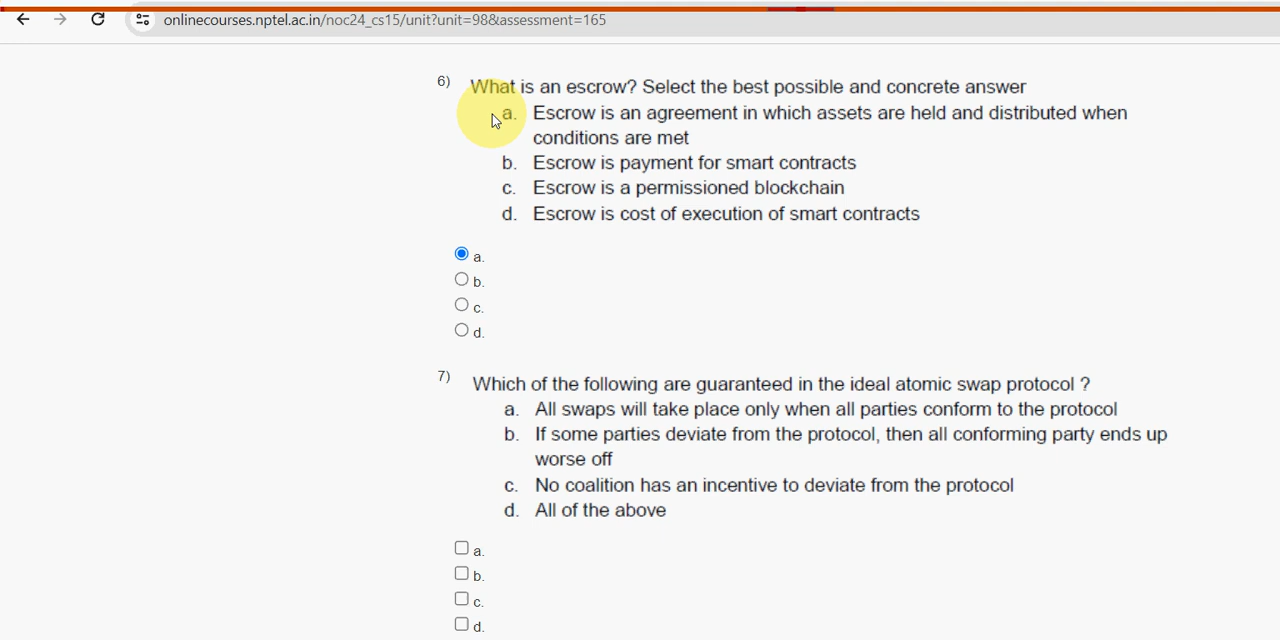 onlinecourses.nptel.ac.in/noc24_cs15/unit?unit=98&assessment=165
6) What is an escrow? Select the best possible and concrete answer
a. Escrow is an agreement in which assets are held and distributed when
conditions are met
b. Escrow is payment for smart contracts
c. Escrow is a permissioned blockchain
d. Escrow is cost of execution of smart contracts
a.
b.
c.
d.
7) Which of the following are guaranteed in the ideal atomic swap protocol ?
a. All swaps will take place only when all parties conform to the protocol
b. If some parties deviate from the protocol, then all conforming party ends up
worse off
c. No coalition has an incentive to deviate from the protocol
d. All of the above
a.
b.
c.
d.